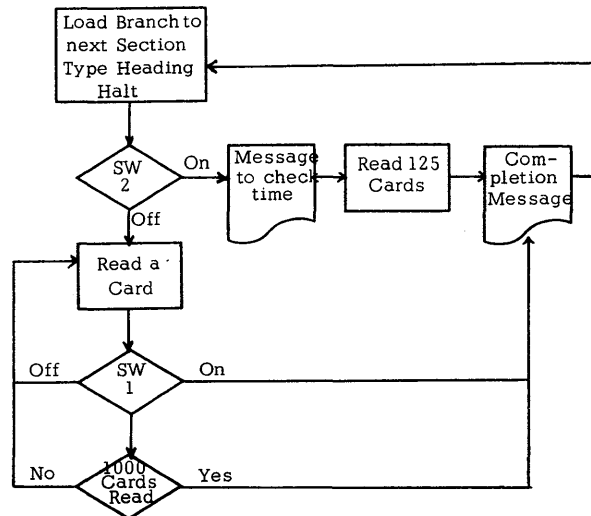 Load Branch to
next Section
Type Heading
Halt
SW
2
On
Off
Message
to check
time
Read 125
Cards
Com-
pletion
Message
Read a
Card
Off
SW
1
On
No
1000
Cards
Read
Yes